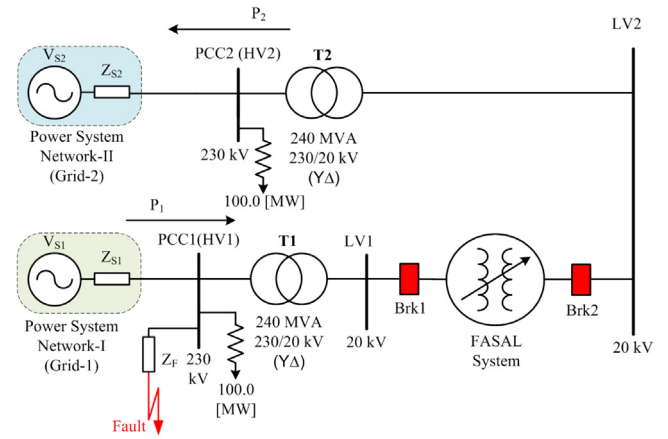 P2
LV2
VS2
ZS2
PCC2 (HV2)
T2
Power System
Network-II
(Grid-2)
230 kV
240 MVA
230/20 kV
(YΔ)
100.0 [MW]
P1
VS1
ZS1
PCC1(HV1)
T1
LV1
Brk1
Brk2
FASAL
System
Power System
Network-I
(Grid-1)
ZF
230
kV
240 MVA
230/20 kV
(YΔ)
20 kV
20 kV
100.0
[MW]
Fault